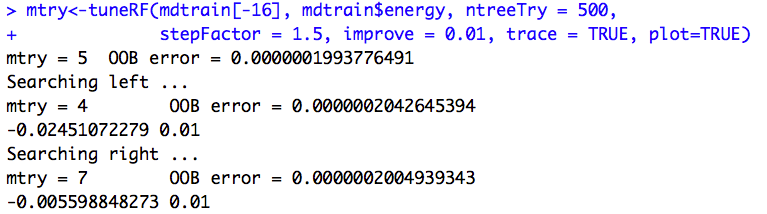 > mtry<-tuneRF(mdtrain[-16], mdtrain$energy, ntreeTry = 500,
+ stepFactor = 1.5, improve = 0.01, trace = TRUE, plot=TRUE)
mtry = 5 OOB error = 0.0000001993776491
Searching left ...
mtry = 4 OOB error = 0.0000002042645394
-0.02451072279 0.01
Searching right ...
mtry = 7 OOB error = 0.0000002004939343
-0.005598848273 0.01